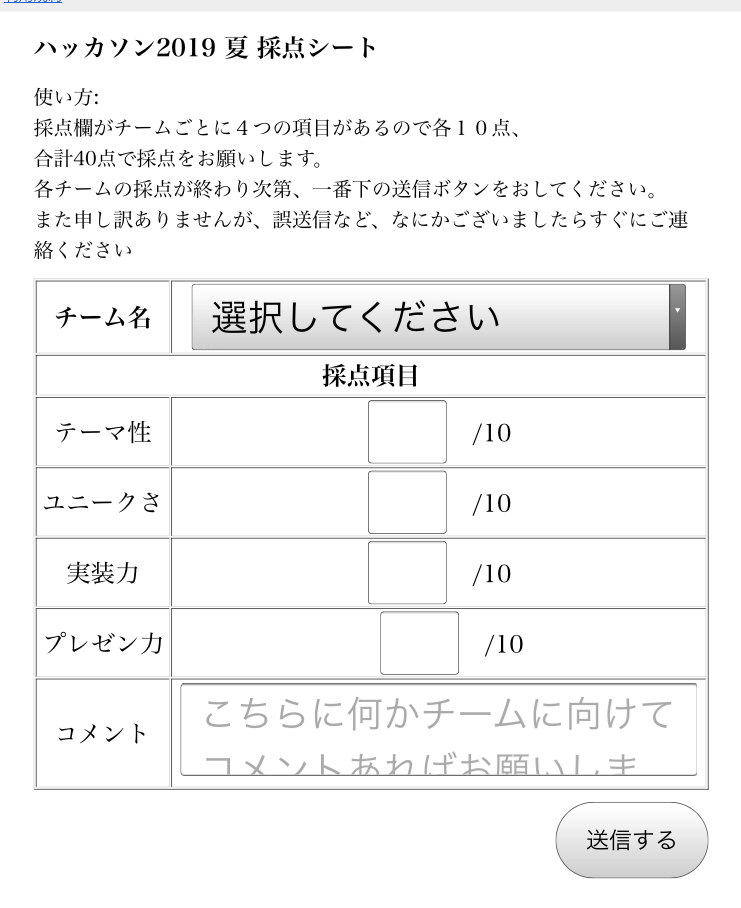 ハッカソン2019 夏 採点シート
使い方:
採点欄がチームごとに４つの項目があるので各１０点、
合計40点で採点をお願いします。
各チームの採点が終わり次第、一番下の送信ボタンをおしてください。
また申し訳ありませんが、誤送信など、なにかございましたらすぐにご連
絡ください
チーム名 選択してください
採点項目
テーマ性 /10
ユニークさ /10
実装力 /10
プレゼン力 /10
コメント こちらに何かチームに向けて
コメントあればお願いしま
送信する